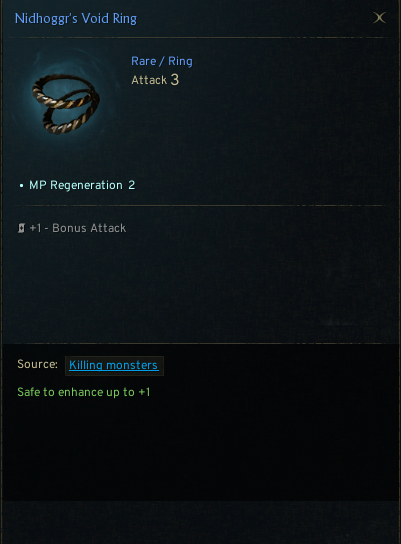 Nidhoggr's Void Ring
Rare / Ring
Attack 3
• MP Regeneration 2
+1 - Bonus Attack
Source: Killing monsters
Safe to enhance up to +1